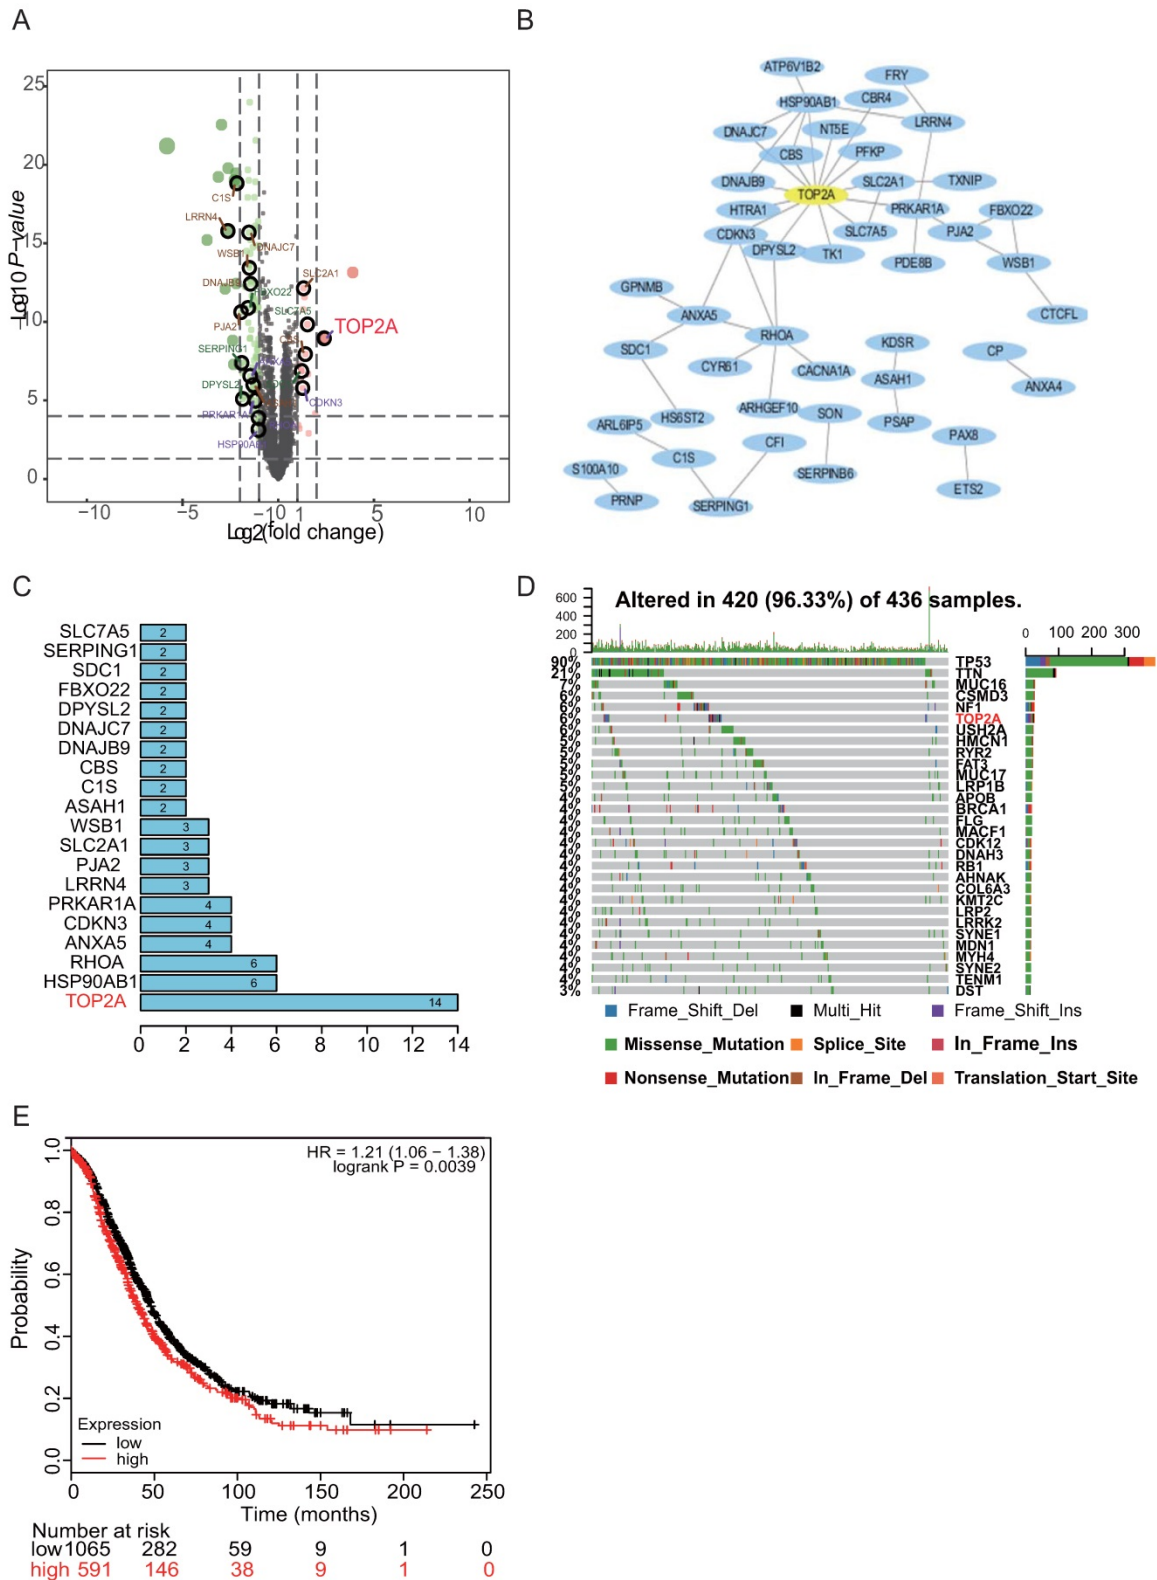 A
25
20
15
10
5
0
Log10 P−value
−10
−5
−1
0
1
5
10
Log2(fold change)
C1S
LRRN4
DNAJC7
WSB1
SLC2A1
DNAJB9
FBXO22
SLC7A5
TOP2A
PJA2
CBS
SERPING1
DPYSL2
CDKN3
PRKAR1A
HSP90AB1
B
ATP6V1B2
FRY
HSP90AB1
CBR4
LRRN4
DNAJC7
NT5E
CBS
PFKP
DNAJB9
SLC2A1
TXNIP
TOP2A
HTRA1
PRKAR1A
FBXO22
CDKN3
SLC7A5
PJA2
DPYSL2
TK1
PDE8B
WSB1
GPNMB
ANXA5
CTCFL
RHOA
KDSR
SDC1
CP
CYR61
CACNA1A
ASAH1
ANXA4
ARHGEF10
HS6ST2
SON
PSAP
ARL6IP5
CFI
PAX8
C1S
S100A10
SERPINB6
ETS2
PRNP
SERPING1
C
SLC7A5 2
SERPING1 2
SDC1 2
FBXO22 2
DPYSL2 2
DNAJC7 2
DNAJB9 2
CBS 2
C1S 2
ASAH1 2
WSB1 3
SLC2A1 3
PJA2 3
LRRN4 3
PRKAR1A 4
CDKN3 4
ANXA5 4
RHOA 6
HSP90AB1 6
TOP2A 14
0 2 4 6 8 10 12 14
D
Altered in 420 (96.33%) of 436 samples.
600
400
200
0
0 100 300
90% TP53
21% TTN
7% MUC16
6% CSMD3
6% NF1
6% TOP2A
6% USH2A
5% HMCN1
5% RYR2
5% FAT3
5% MUC17
5% LRP1B
4% APOB
4% BRCA1
4% FLG
4% MACF1
4% CDK12
4% DNAH3
4% RB1
4% AHNAK
4% COL6A3
4% KMT2C
4% LRP2
4% LRRK2
4% SYNE1
4% MDN1
4% MYH4
4% SYNE2
4% TENM1
3% DST
Frame_Shift_Del Multi_Hit Frame_Shift_Ins
Missense_Mutation Splice_Site In_Frame_Ins
Nonsense_Mutation In_Frame_Del Translation_Start_Site
E
HR = 1.21 (1.06 − 1.38)
logrank P = 0.0039
Probability
1.0
0.8
0.6
0.4
0.2
0.0
Expression
low
high
0 50 100 150 200 250
Time (months)
Number at risk
low 1065 282 59 9 1 0
high 591 146 38 9 1 0